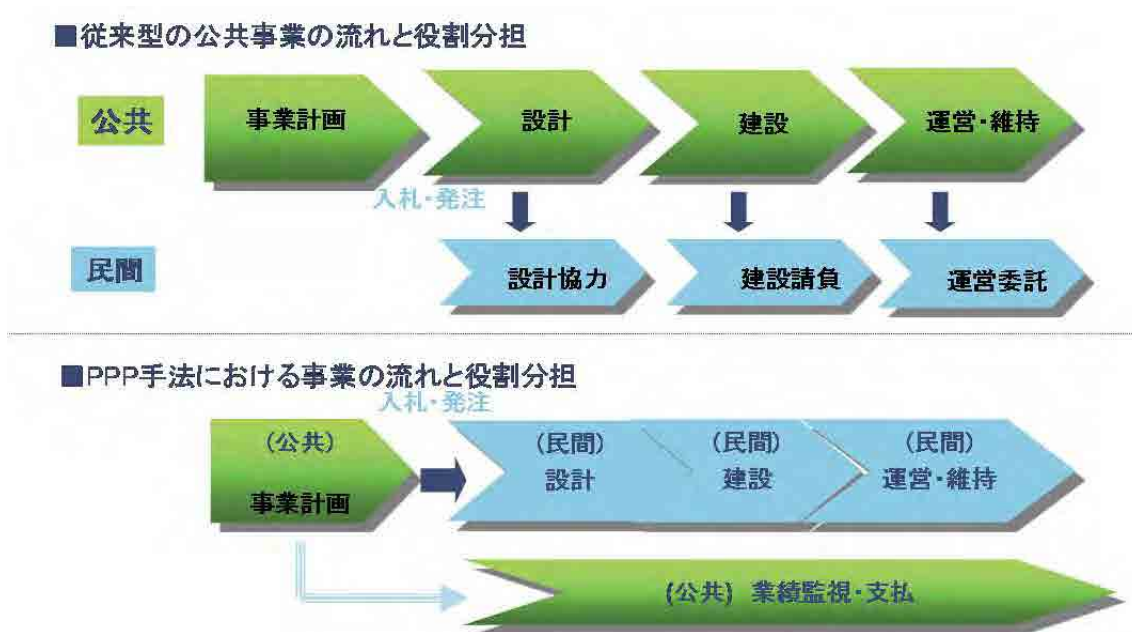 ■従来型の公共事業の流れと役割分担
公共
事業計画
設計
建設
運営・維持
入札・発注
民間
設計協力
建設請負
運営委託
■PPP手法における事業の流れと役割分担
入札・発注
(公共)
事業計画
(民間)
設計
(民間)
建設
(民間)
運営・維持
(公共) 業績監視・支払